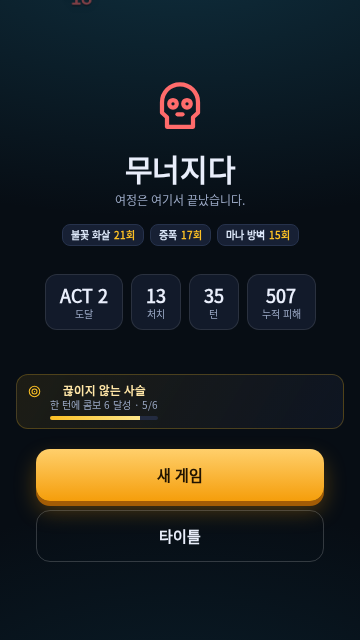 무너지다
여정은 여기서 끝났습니다.
불꽃 화살 21회 증폭 17회 마나 방벽 15회
ACT 2 13 35 507
도달 처치 턴 누적 피해
끊이지 않는 사슬
한 턴에 콤보 6 달성 · 5/6
새 게임
타이틀